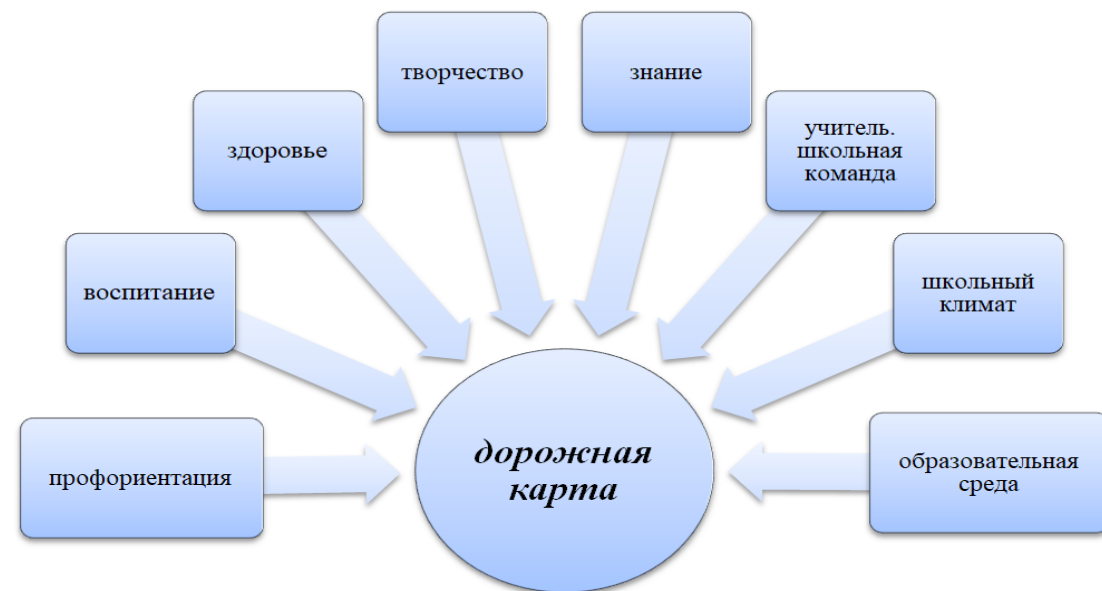 творчество
знание
здоровье
учитель.
школьная
команда
воспитание
школьный
климат
профориентация
дорожная
карта
образовательная
среда